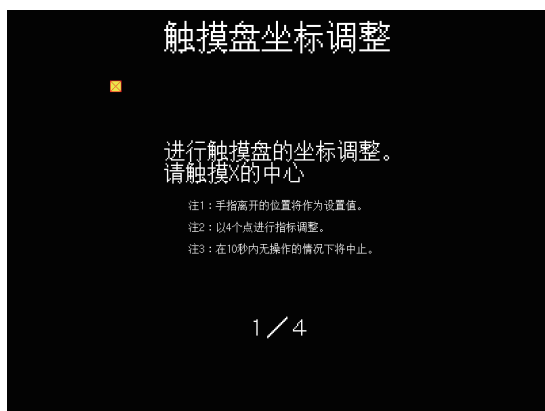 触摸盘坐标调整
进行触摸盘的坐标调整。
请触摸X的中心
注1：手指离开的位置将作为设置值。
注2：以4个点进行指标调整。
注3：在10秒内无操作的情况下将中止。
1／4